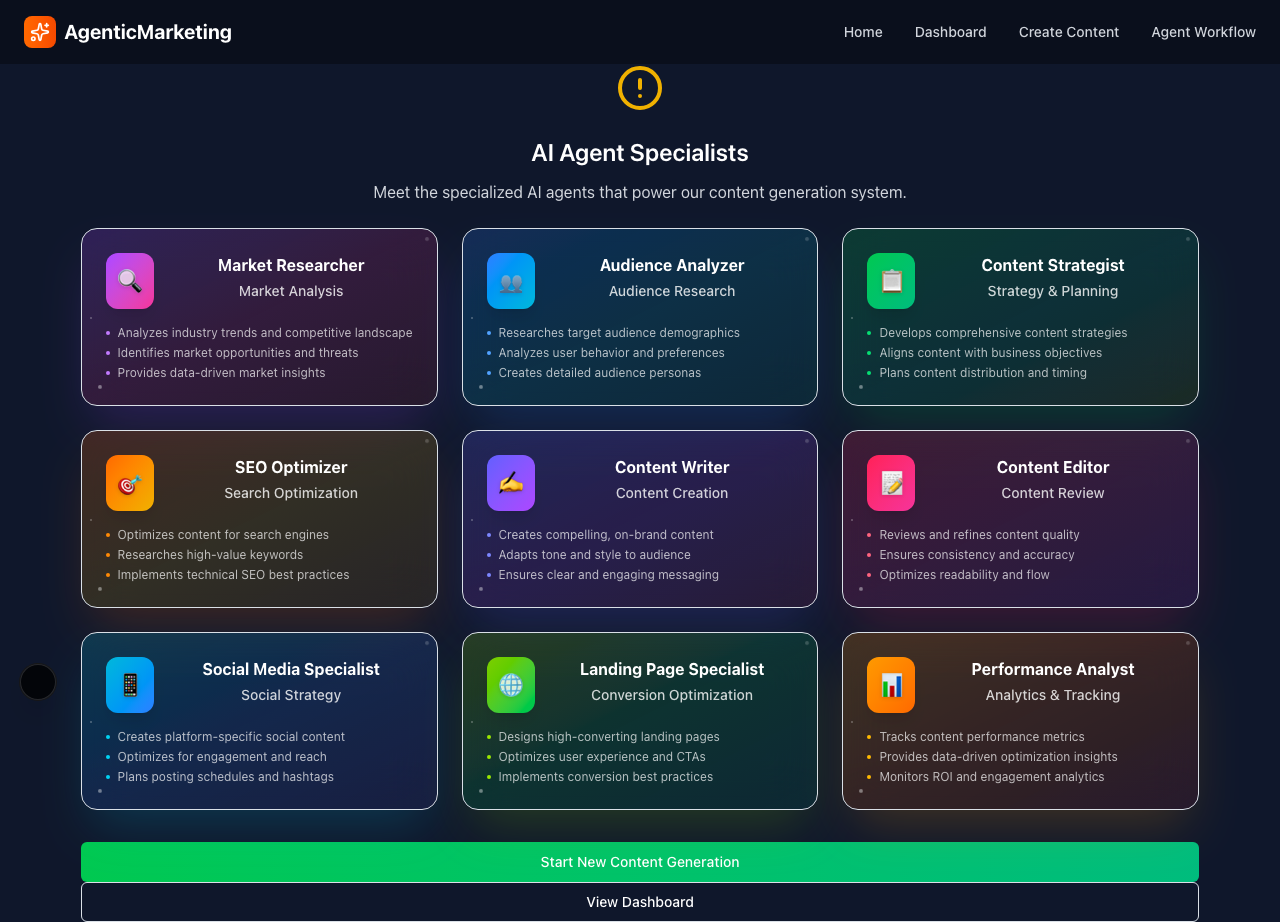 AgenticMarketing
Home
Dashboard
Create Content
Agent Workflow
AI Agent Specialists
Meet the specialized AI agents that power our content generation system.
Market Researcher
Market Analysis
Analyzes industry trends and competitive landscape
Identifies market opportunities and threats
Provides data-driven market insights
Audience Analyzer
Audience Research
Researches target audience demographics
Analyzes user behavior and preferences
Creates detailed audience personas
Content Strategist
Strategy & Planning
Develops comprehensive content strategies
Aligns content with business objectives
Plans content distribution and timing
SEO Optimizer
Search Optimization
Optimizes content for search engines
Researches high-value keywords
Implements technical SEO best practices
Content Writer
Content Creation
Creates compelling, on-brand content
Adapts tone and style to audience
Ensures clear and engaging messaging
Content Editor
Content Review
Reviews and refines content quality
Ensures consistency and accuracy
Optimizes readability and flow
Social Media Specialist
Social Strategy
Creates platform-specific social content
Optimizes for engagement and reach
Plans posting schedules and hashtags
Landing Page Specialist
Conversion Optimization
Designs high-converting landing pages
Optimizes user experience and CTAs
Implements conversion best practices
Performance Analyst
Analytics & Tracking
Tracks content performance metrics
Provides data-driven optimization insights
Monitors ROI and engagement analytics
Start New Content Generation
View Dashboard